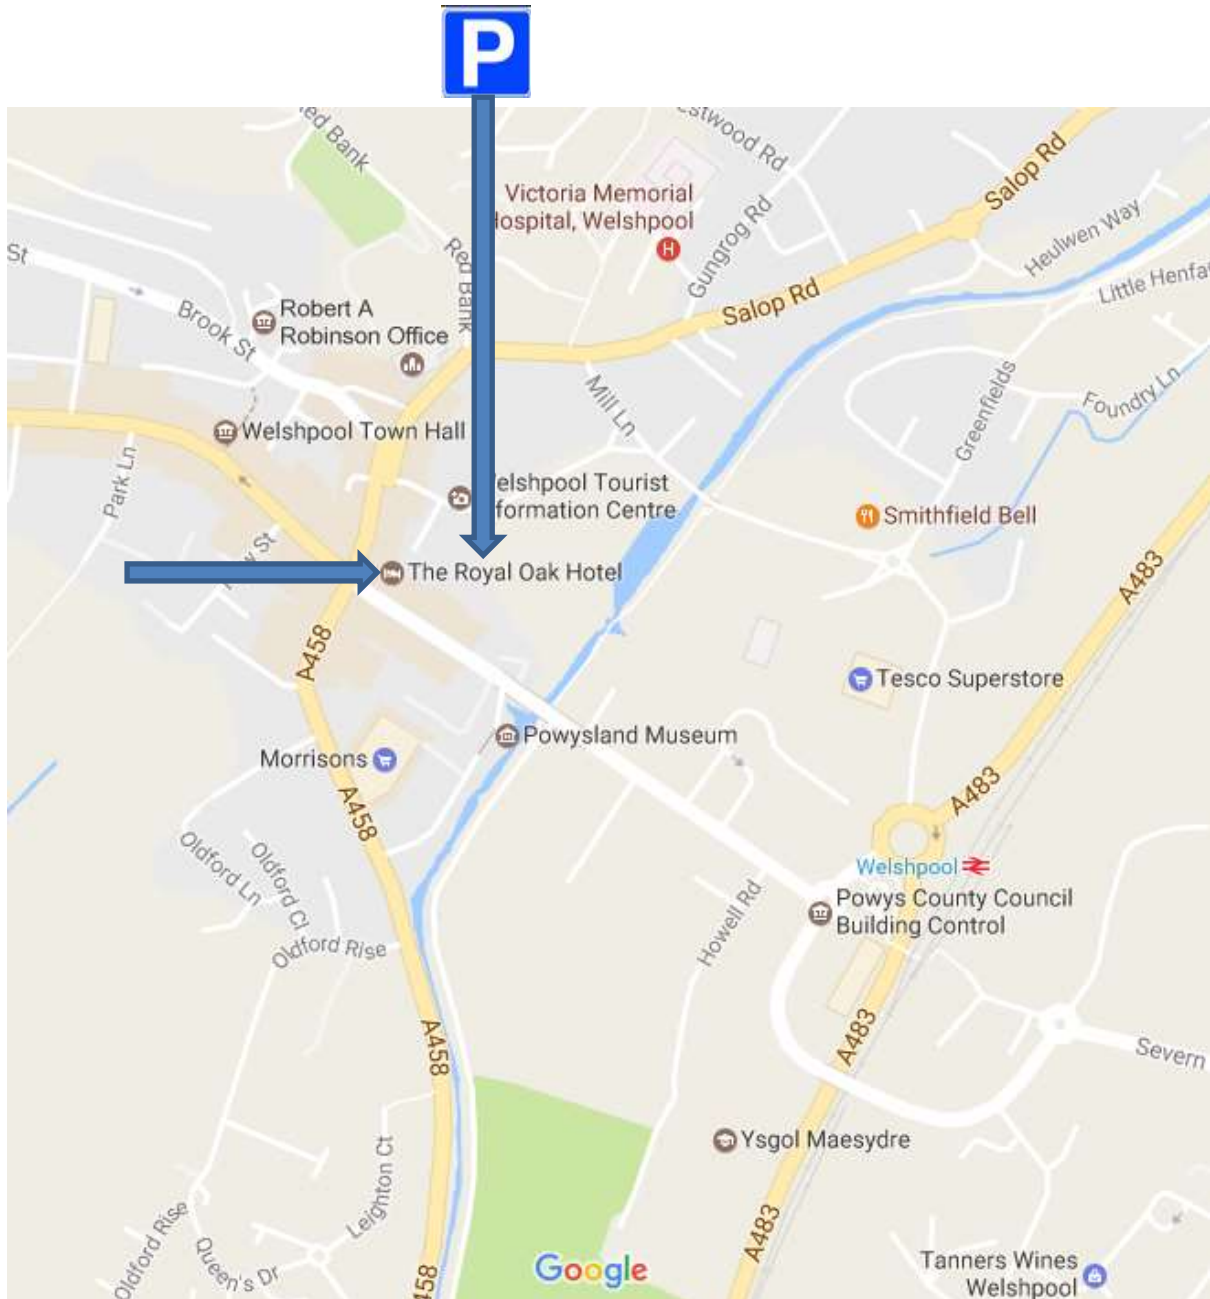 P
Red Bank
Westwood Rd
Salop Rd
Victoria Memorial
Hospital, Welshpool
H
Gungrog Rd
Heulwen Way
St
Red Bank
Little Henfa
Salop Rd
Robert A
Robinson Office
Brook St
Mill Ln
Greenfields
Foundry Ln
Welshpool Town Hall
Park Ln
elshpool Tourist
formation Centre
Smithfield Bell
St
The Royal Oak Hotel
A483
A458
Tesco Superstore
Powysland Museum
Morrisons
A483
A458
Oldford Ln
Oldford Cl
Welshpool
Powys County Council
Building Control
Howell Rd
Oldford Rise
A458
A483
Severn
Ysgol Maesydre
Leighton Ct
Oldford Rise
Queen's Dr
A483
Google
Tanners Wines
Welshpool
458